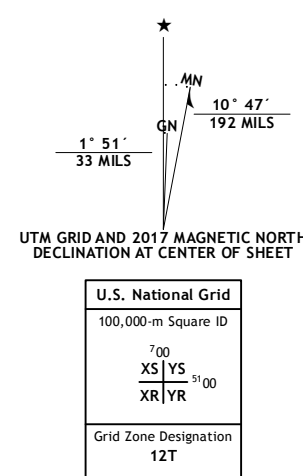 ★
MN
GN
10° 47´
192 MILS
1° 51´
33 MILS
UTM GRID AND 2017 MAGNETIC NORTH
DECLINATION AT CENTER OF SHEET
U.S. National Grid
100,000-m Square ID
⁷00
XS YS
⁵¹00
XR YR
Grid Zone Designation
12T